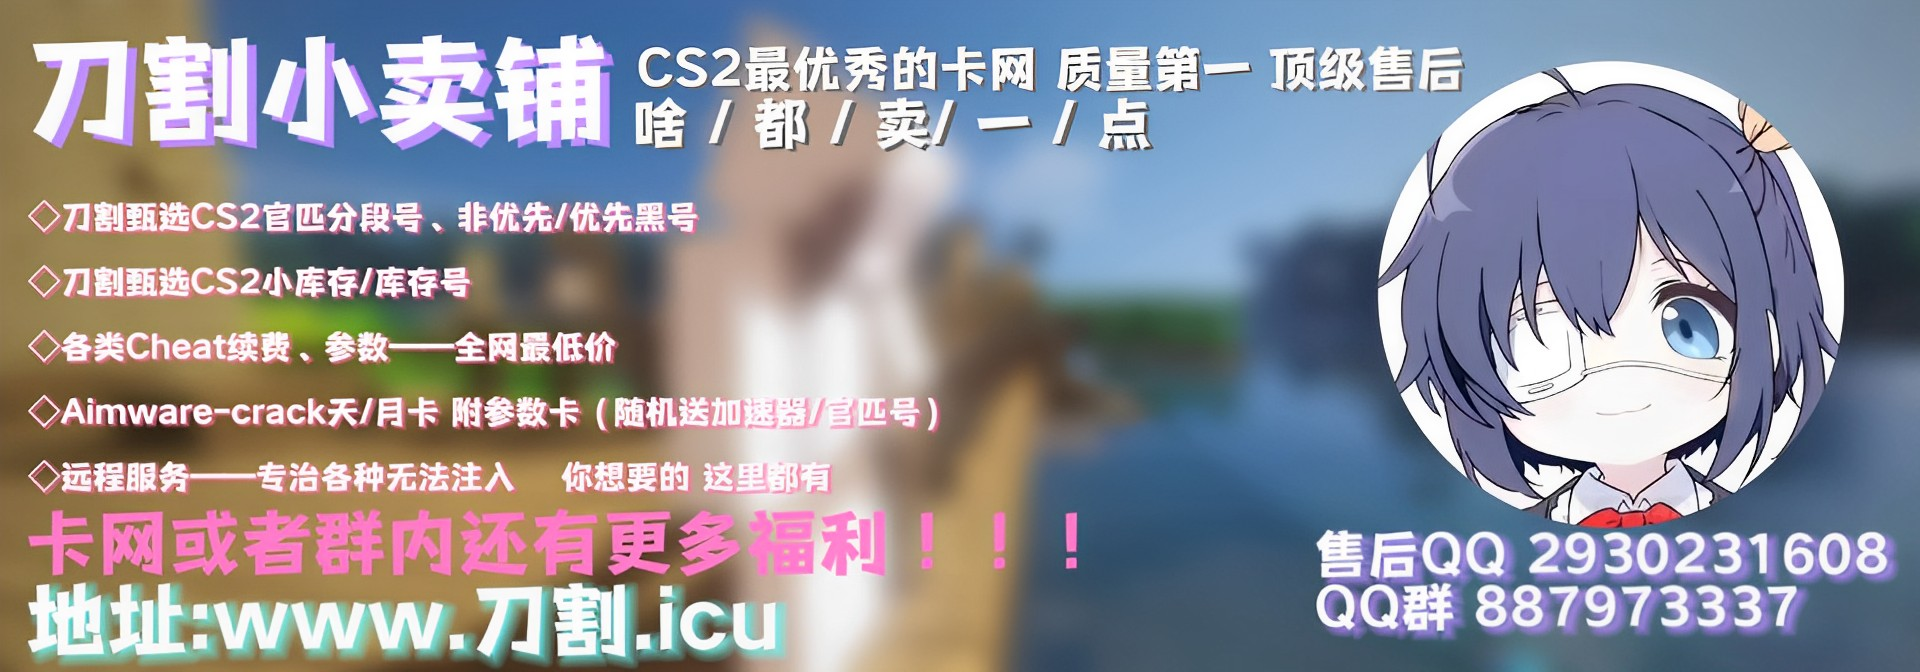 刀割小卖铺
CS2最优秀的卡网 质量第一 顶级售后
啥 / 都 / 卖/ 一 / 点
◇刀割甄选CS2官匹分段号、非优先/优先黑号
◇刀割甄选CS2小库存/库存号
◇各类Cheat续费、参数——全网最低价
◇Aimware-crack天/月卡 附参数卡（随机送加速器/官匹号）
◇远程服务——专治各种无法注入 你想要的 这里都有
卡网或者群内还有更多福利！！！
地址:www.刀割.icu
售后QQ 2930231608
QQ群 887973337